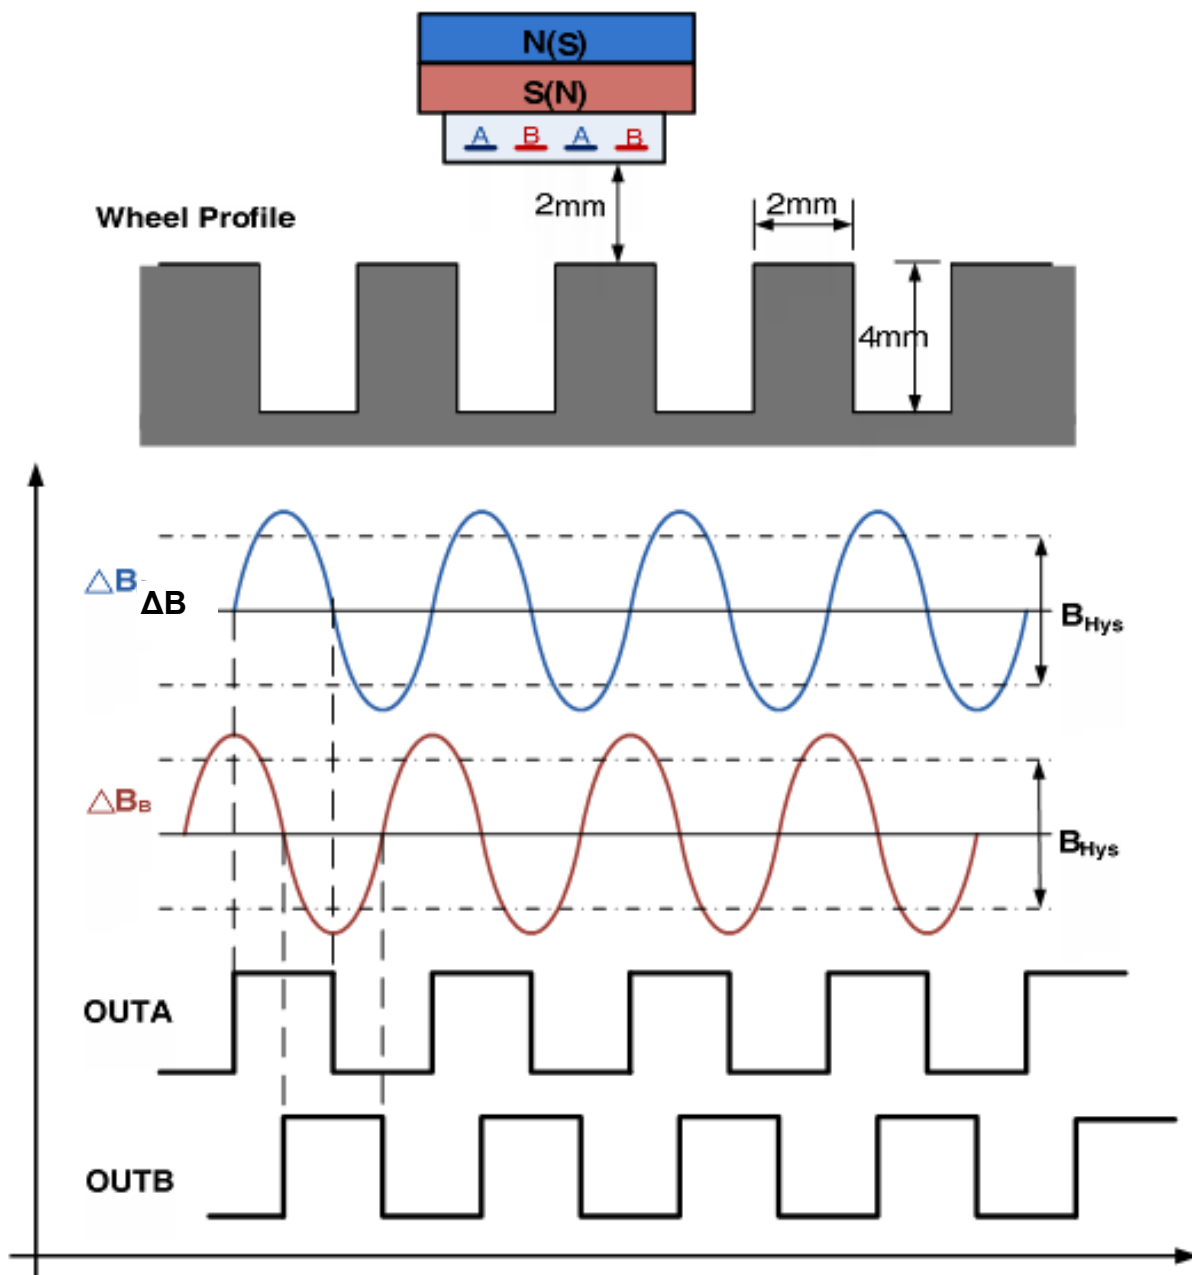 N(S)
S(N)
A B A B
2mm
2mm
Wheel Profile
4mm
△B
ΔB
BHys
△BB
BHys
OUTA
OUTB